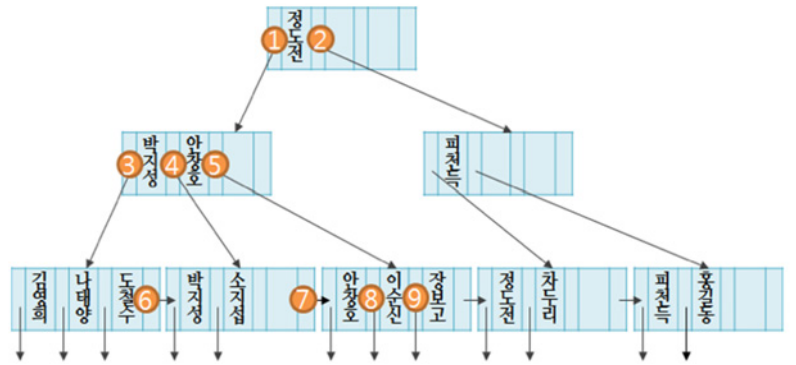 정도전
1
2
박지성
안창호
3
4
5
피천득
김영희
나태양
도철수
6
박지성
소지섭
7
안창호
이순신
장보고
8
9
정도전
차두리
피천득
홍길동